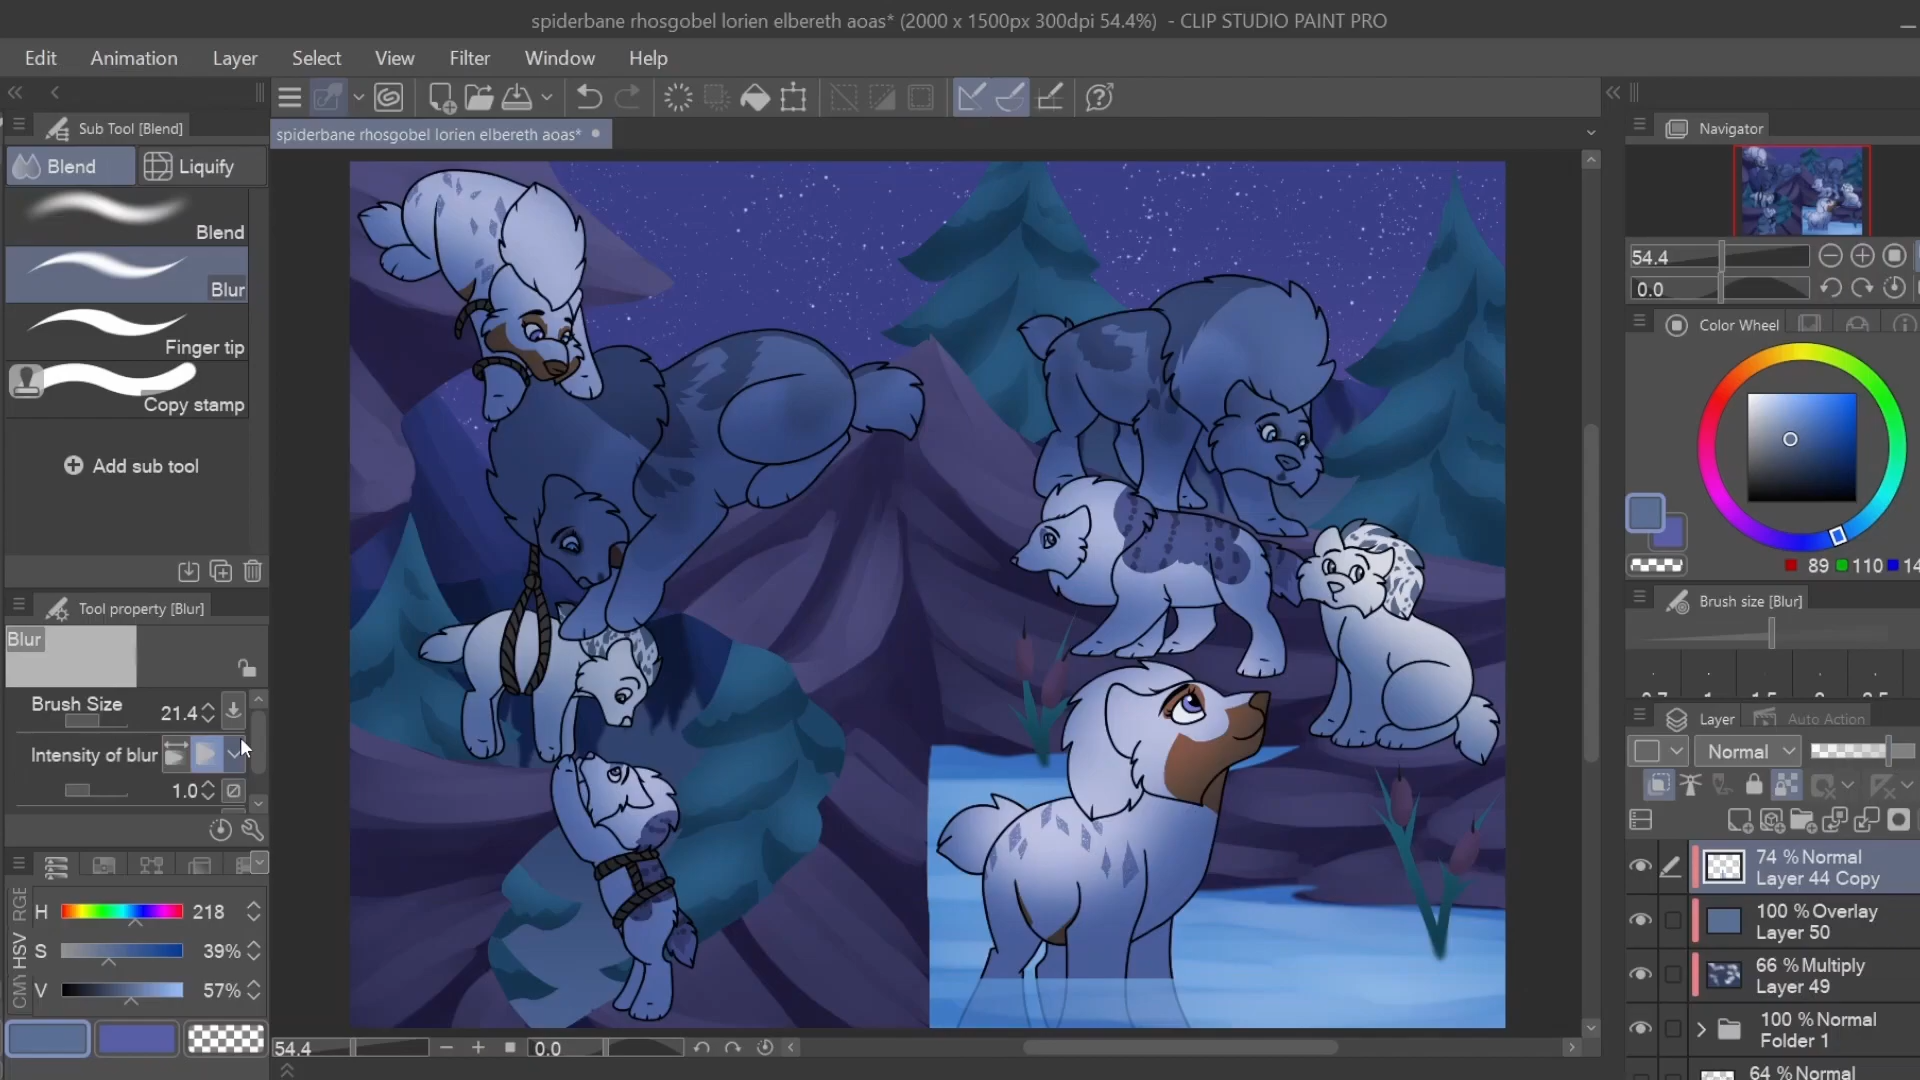 spiderbane rhosgobel lorien elbereth aoas* (2000 x 1500px 300dpi 54.4%) - CLIP STUDIO PAINT PRO
Edit Animation Layer Select View Filter Window Help
spiderbane rhosgobel lorien elbereth aoas*
Sub Tool [Blend]
Blend Liquify
Blend
Blur
Finger tip
Copy stamp
Add sub tool
Tool property [Blur]
Blur
Brush Size 21.4
Intensity of blur
1.0
RGB
HSV
H 218
S 39%
V 57%
54.4 0.0
Navigator
54.4
0.0
Color Wheel
89 110
Brush size [Blur]
Layer Auto Action
Normal
74 % Normal
Layer 44 Copy
100 % Overlay
Layer 50
66 % Multiply
Layer 49
100 % Normal
Folder 1
64 % Normal